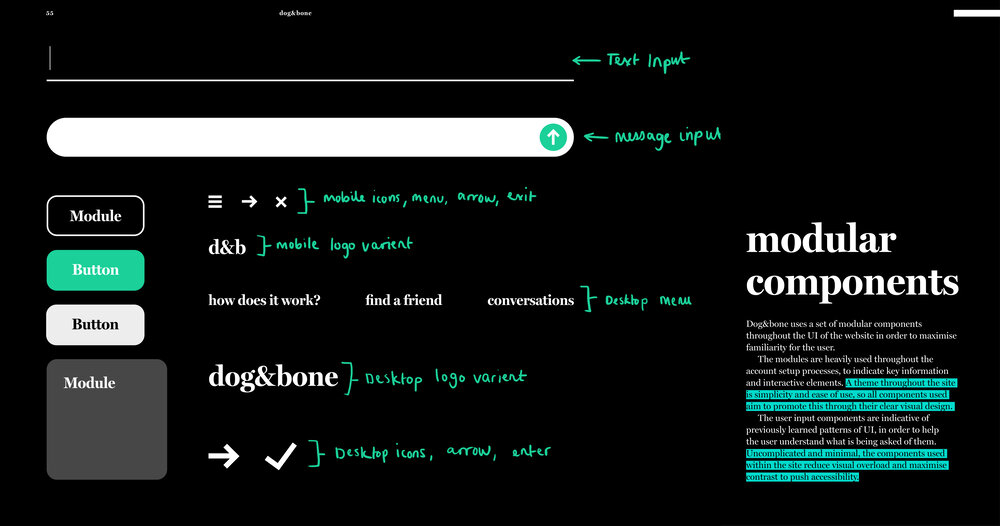 55
dog&bone
Text Input
message input
mobile icons, menu, arrow, exit
Module
d&b
mobile logo varient
Button
how does it work?
find a friend
conversations
Desktop menu
Button
dog&bone
Desktop logo varient
Module
Desktop icons, arrow, enter
modular
components
Dog&bone uses a set of modular components
throughout the UI of the website in order to maximise
familiarity for the user.
The modules are heavily used throughout the
account setup processes, to indicate key information
and interactive elements. A theme throughout the site
is simplicity and ease of use, so all components used
aim to promote this through their clear visual design.
The user input components are indicative of
previously learned patterns of UI, in order to help
the user understand what is being asked of them.
Uncomplicated and minimal, the components used
within the site reduce visual overload and maximise
contrast to push accessibility.